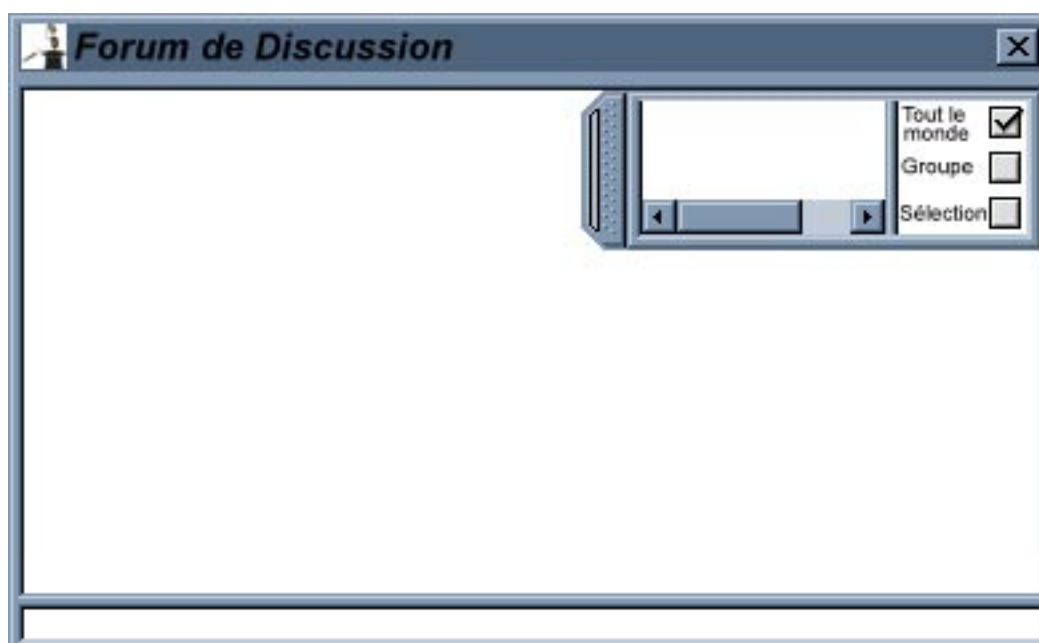 Forum de Discussion
Tout le
monde
Groupe
Sélection